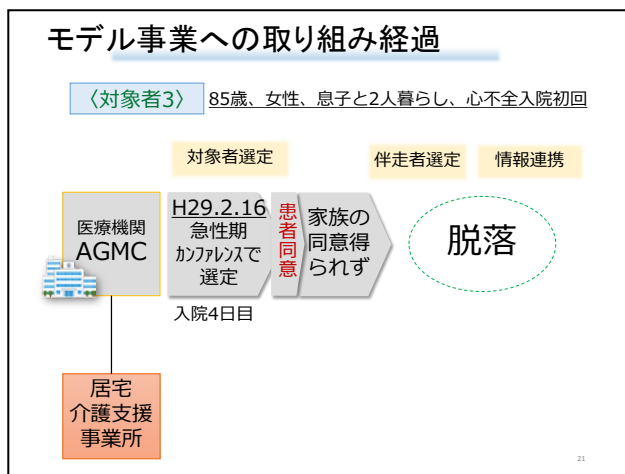 モデル事業への取り組み経過
〈対象者3〉
85歳、女性、息子と2人暮らし、心不全入院初回
対象者選定
伴走者選定
情報連携
医療機関
AGMC
H29.2.16
急性期
カンファレンスで
選定
患者同意
家族の
同意得
られず
脱落
入院4日目
居宅
介護支援
事業所
21